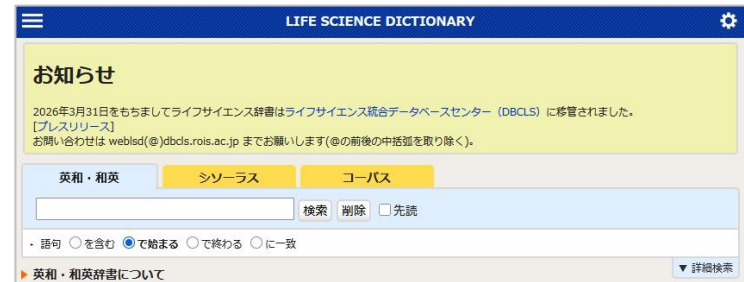 LIFE SCIENCE DICTIONARY
お知らせ
2026年3月31日をもちましてライフサイエンス辞書はライフサイエンス統合データベースセンター（DBCLS）に移管されました。
[プレスリリース]
お問い合わせは weblsd(@)dbcls.rois.ac.jp までお願いします(@の前後の中括弧を取り除く)。
英和・和英 シソーラス コーパス
検索 削除 先読
・語句 を含む で始まる で終わる に一致
▼ 詳細検索
英和・和英辞書について